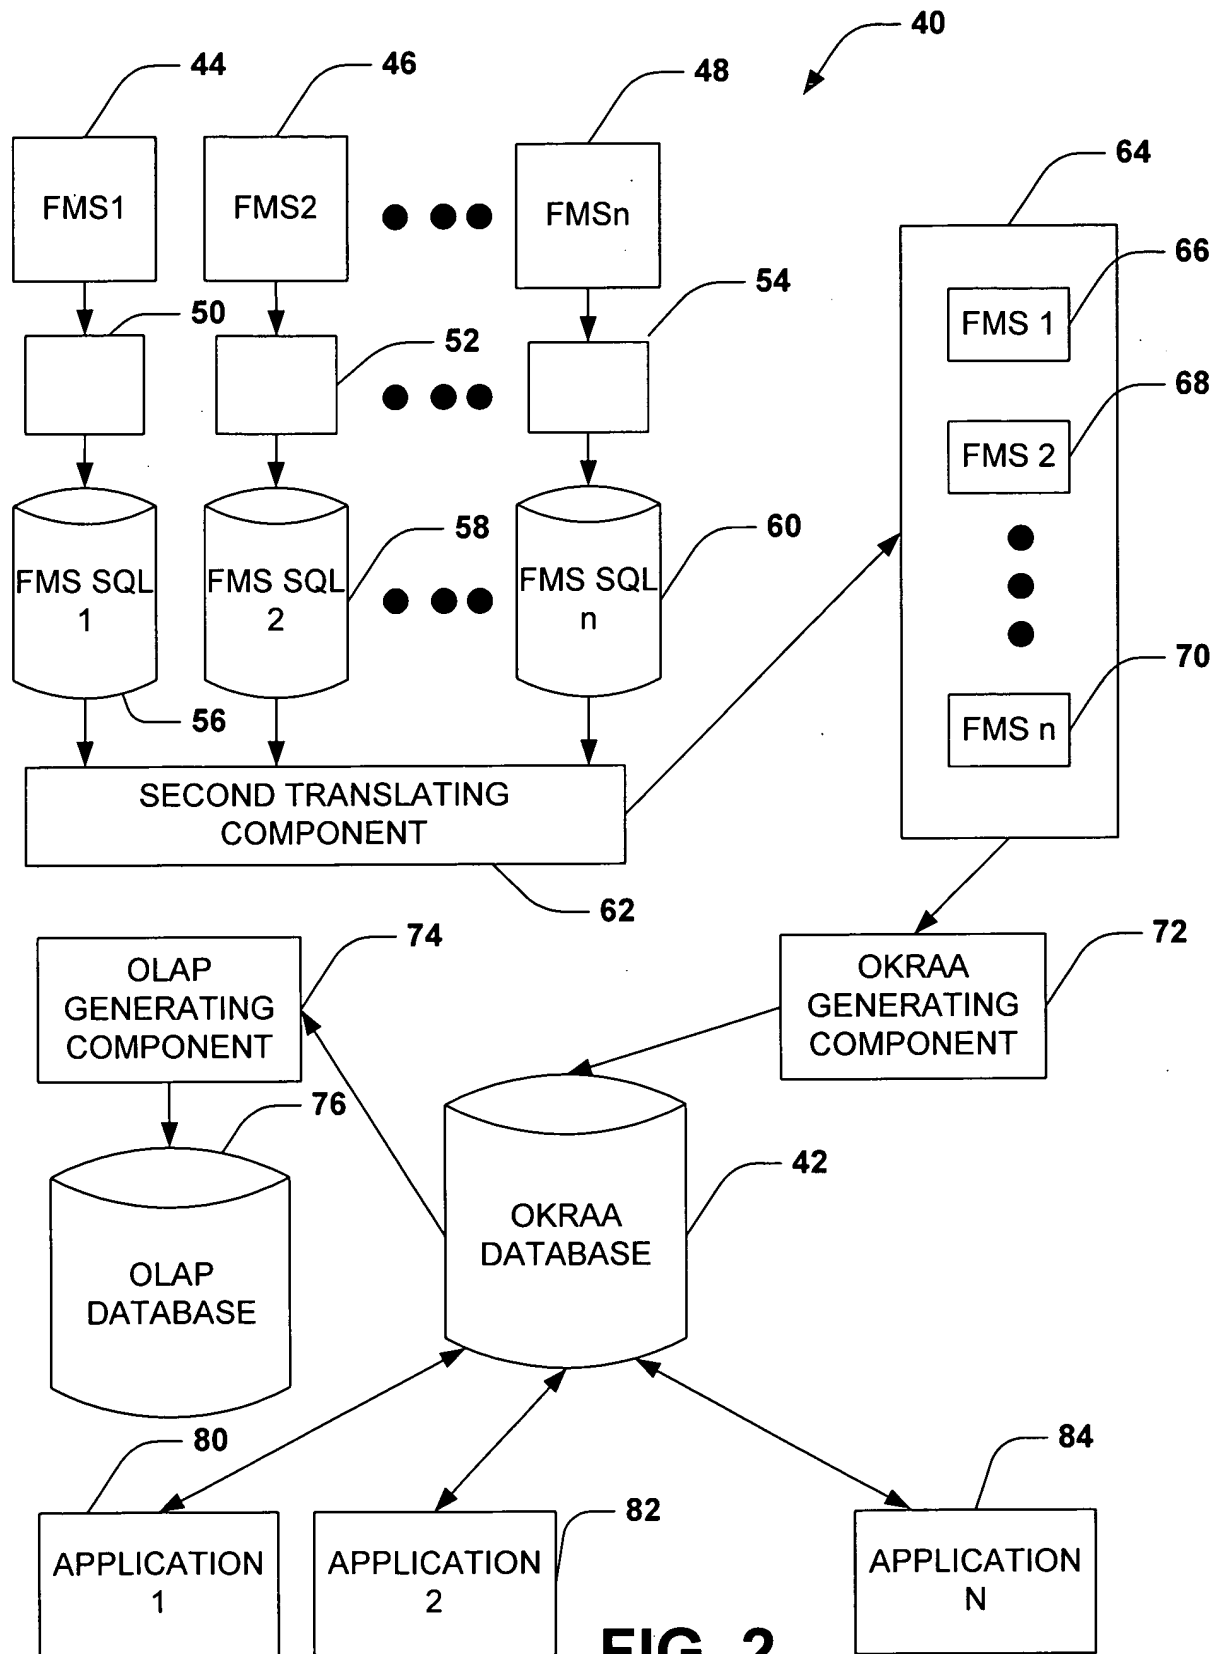 40
44
46
48
64
FMS1
FMS2
FMSn
66
FMS 1
50
52
54
68
FMS 2
58
60
FMS SQL
1
FMS SQL
2
FMS SQL
n
70
FMS n
56
SECOND TRANSLATING
COMPONENT
62
74
72
OLAP
GENERATING
COMPONENT
OKRAA
GENERATING
COMPONENT
76
42
OKRAA
DATABASE
OLAP
DATABASE
80
84
82
APPLICATION
1
APPLICATION
2
APPLICATION
N
FIG. 2